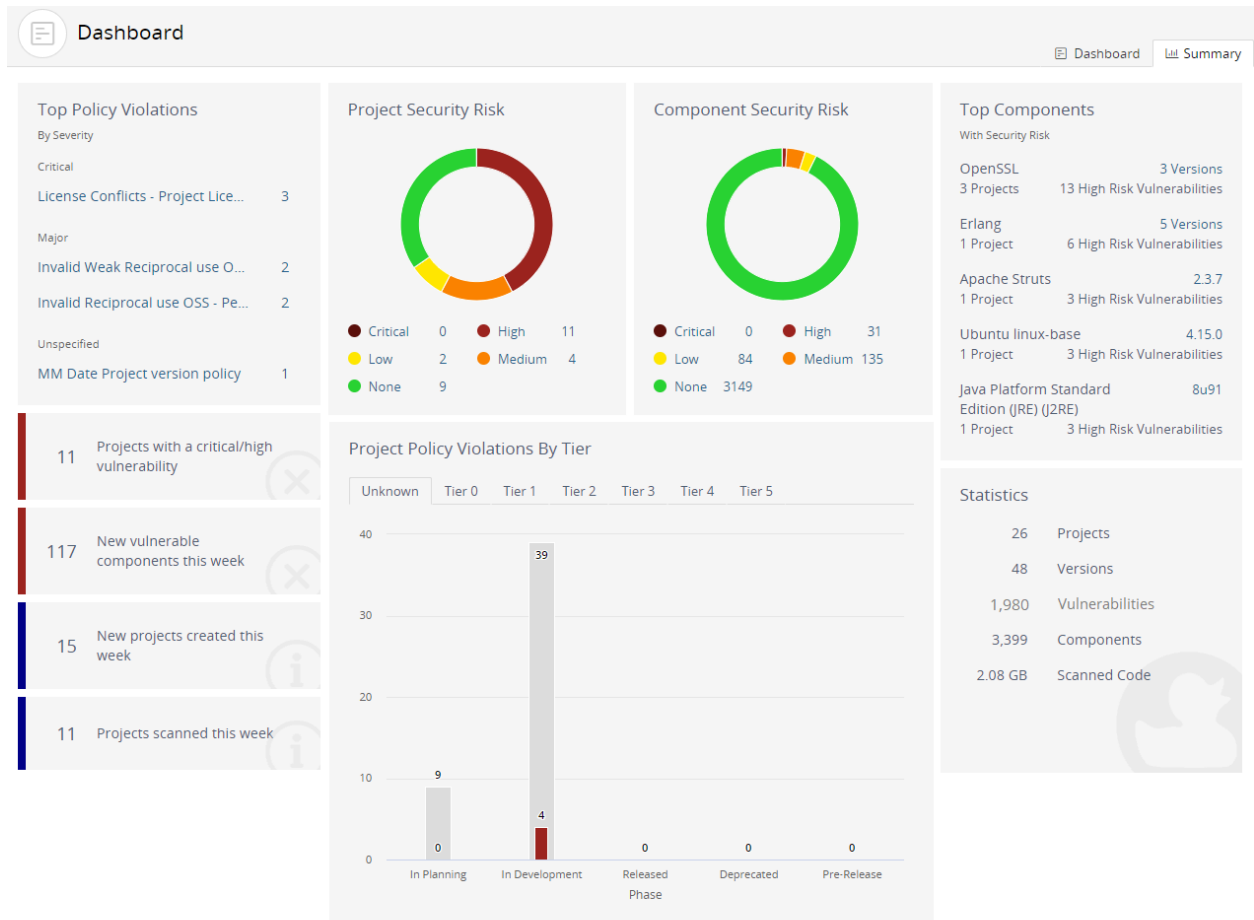 Dashboard
Dashboard
Summary
Top Policy Violations
By Severity
Critical
License Conflicts - Project Lice... 3
Major
Invalid Weak Reciprocal use O... 2
Invalid Reciprocal use OSS - Pe... 2
Unspecified
MM Date Project version policy 1
11 Projects with a critical/high
vulnerability
117 New vulnerable
components this week
15 New projects created this
week
11 Projects scanned this week
Project Security Risk
Critical 0 High 11
Low 2 Medium 4
None 9
Component Security Risk
Critical 0 High 31
Low 84 Medium 135
None 3149
Project Policy Violations By Tier
Unknown Tier 0 Tier 1 Tier 2 Tier 3 Tier 4 Tier 5
40
39
30
20
10
9
4
0 0 0 0 0
In Planning In Development Released Deprecated Pre-Release
Phase
Top Components
With Security Risk
OpenSSL 3 Versions
3 Projects 13 High Risk Vulnerabilities
Erlang 5 Versions
1 Project 6 High Risk Vulnerabilities
Apache Struts 2.3.7
1 Project 3 High Risk Vulnerabilities
Ubuntu linux-base 4.15.0
1 Project 3 High Risk Vulnerabilities
Java Platform Standard 8u91
Edition (JRE) (J2RE)
1 Project 3 High Risk Vulnerabilities
Statistics
26 Projects
48 Versions
1,980 Vulnerabilities
3,399 Components
2.08 GB Scanned Code